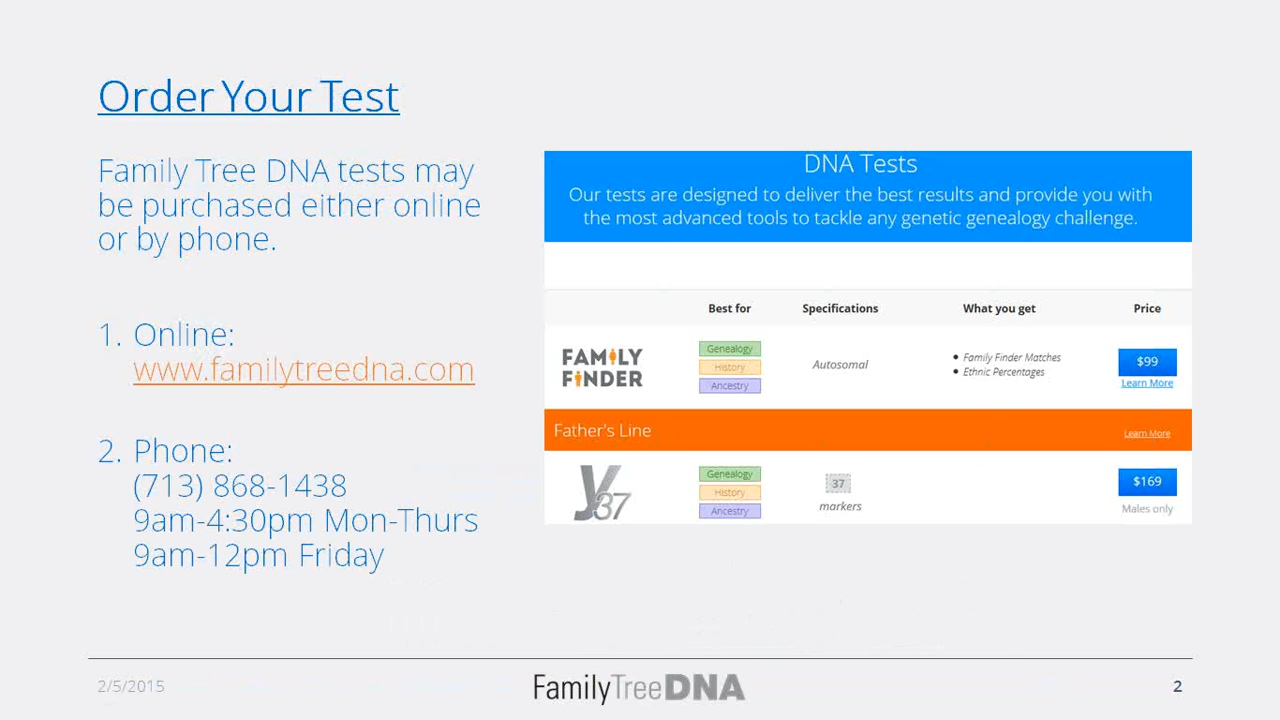 Order Your Test
Family Tree DNA tests may
be purchased either online
or by phone.
1. Online:
www.familytreedna.com
2. Phone:
(713) 868-1438
9am-4:30pm Mon-Thurs
9am-12pm Friday
DNA Tests
Our tests are designed to deliver the best results and provide you with
the most advanced tools to tackle any genetic genealogy challenge.
Best for Specifications What you get Price
FAMILY
FINDER
Genealogy
History
Ancestry
Autosomal
• Family Finder Matches
• Ethnic Percentages
$99
Learn More
Father's Line Learn More
y37
Genealogy
History
Ancestry
37
markers
$169
Males only
2/5/2015 FamilyTreeDNA 2